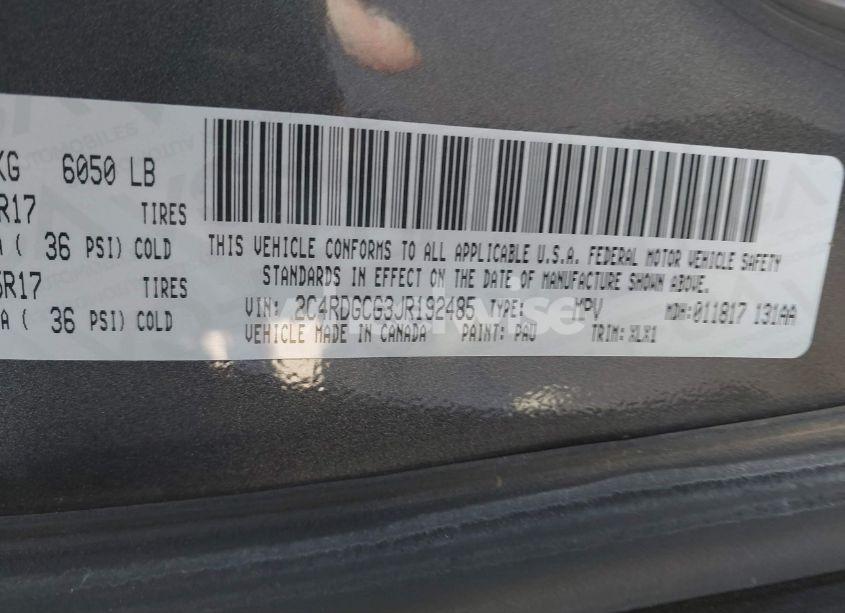 KG 6050 LB
R17 TIRES
( 36 PSI) COLD
R17 TIRES
A ( 36 PSI) COLD
THIS VEHICLE CONFORMS TO ALL APPLICABLE U.S.A. FEDERAL MOTOR VEHICLE SAFETY
STANDARDS IN EFFECT ON THE DATE OF MANUFACTURE SHOWN ABOVE.
VIN: 2C4RDGCG3JR192485 TYPE: MPV MDH: 011817 131AA
VEHICLE MADE IN CANADA PAINT: PAU TRIM: XLX1